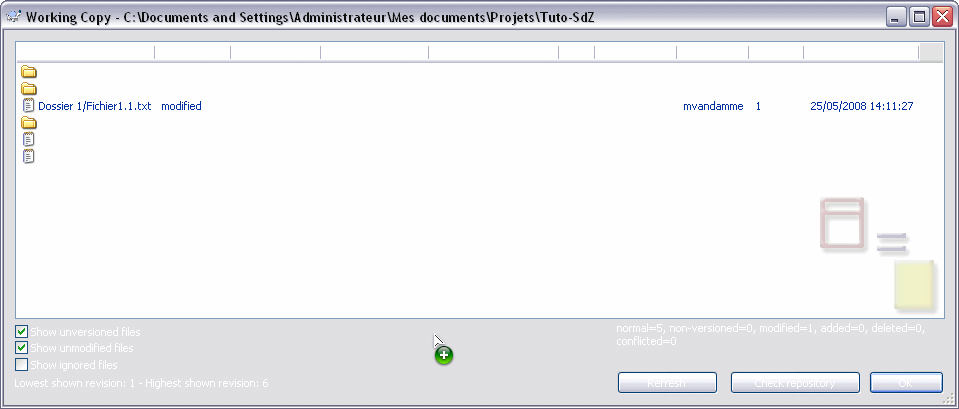 Working Copy - C:\Documents and Settings\Administrateur\Mes documents\Projets\Tuto-SdZ
Dossier 1/Fichier1.1.txt modified mvandamme 1 25/05/2008 14:11:27
Show unversioned files
Show unmodified files
Show ignored files
Lowest shown revision: 1 - Highest shown revision: 6
normal=5, non-versioned=0, modified=1, added=0, deleted=0,
conflicted=0
Refresh Check repository Ok